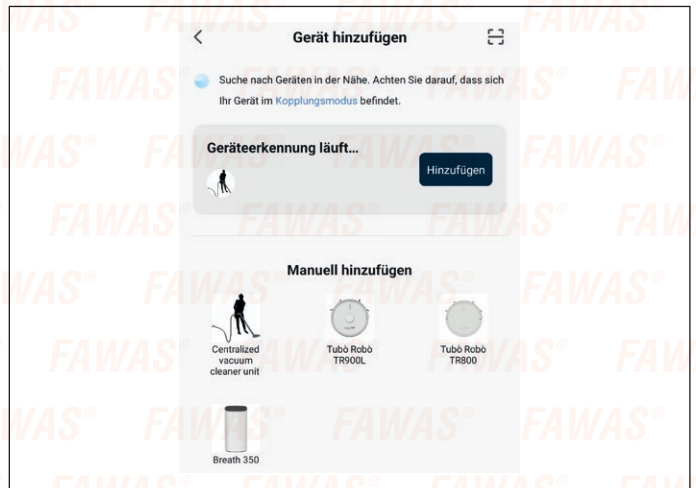 Gerät hinzufügen
Suche nach Geräten in der Nähe. Achten Sie darauf, dass sich
Ihr Gerät im Kopplungsmodus befindet.
Geräteerkennung läuft...
Hinzufügen
Manuell hinzufügen
Centralized
vacuum
cleaner unit
Tubò Robò
TR900L
Tubò Robò
TR800
Breath 350
FAWAS®